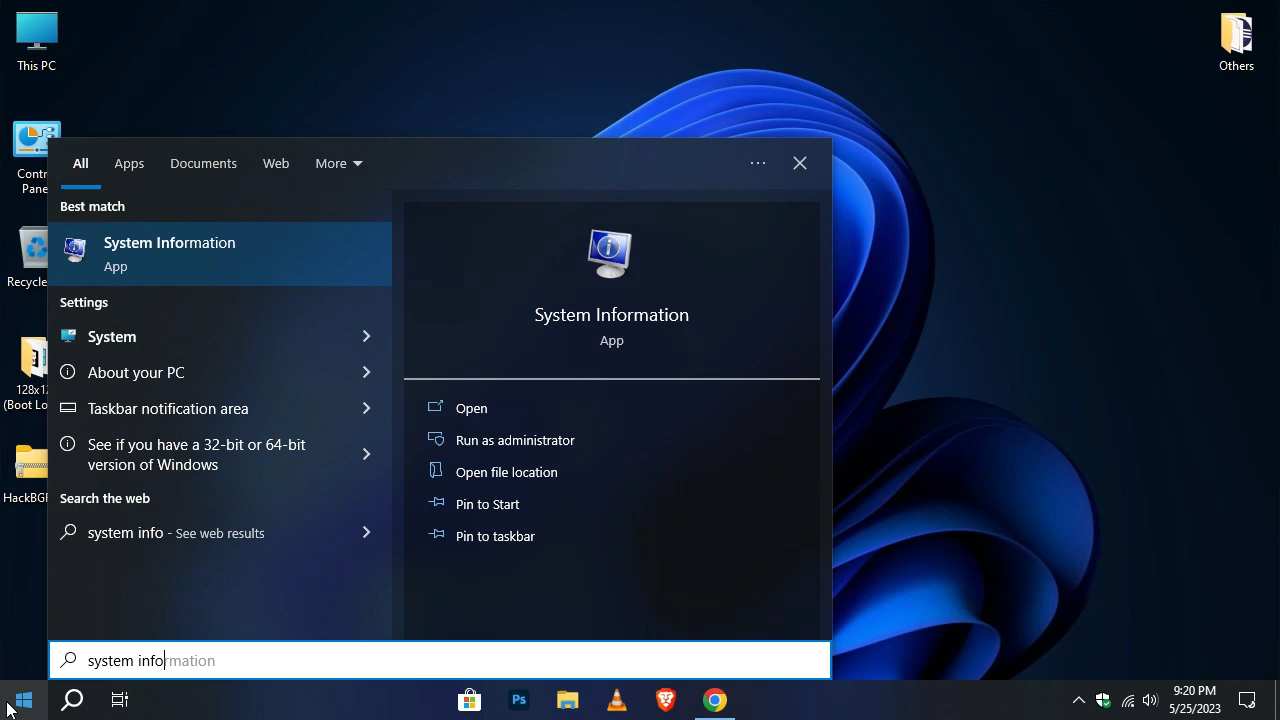 This PC
Others
Contr
Pane
Recycle
128x12
(Boot Lo
HackBGR
All
Apps
Documents
Web
More
Best match
System Information
App
Settings
System
About your PC
Taskbar notification area
See if you have a 32-bit or 64-bit
version of Windows
Search the web
system info - See web results
System Information
App
Open
Run as administrator
Open file location
Pin to Start
Pin to taskbar
system information
Ps
9:20 PM
5/25/2023